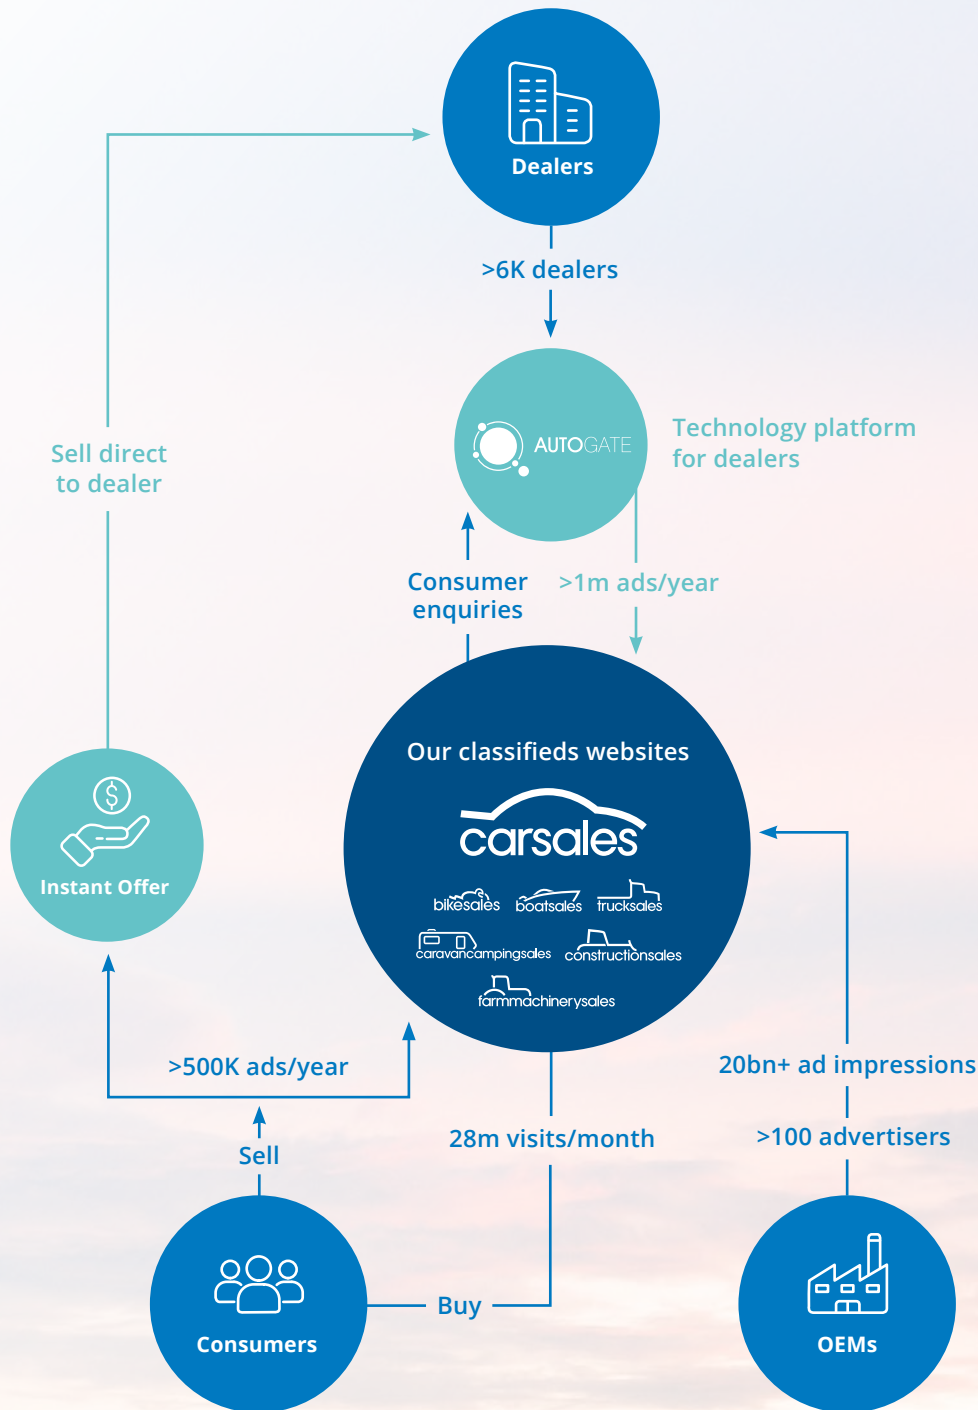 Dealers
>6K dealers
AUTOGATE
Technology platform
for dealers
Sell direct
to dealer
Consumer
enquiries
>1m ads/year
Our classifieds websites
carsales
bikesales
boatsales
trucksales
caravancampingsales
constructionsales
farmmachinerysales
$
Instant Offer
>500K ads/year
20bn+ ad impressions
28m visits/month
>100 advertisers
Sell
Buy
Consumers
OEMs